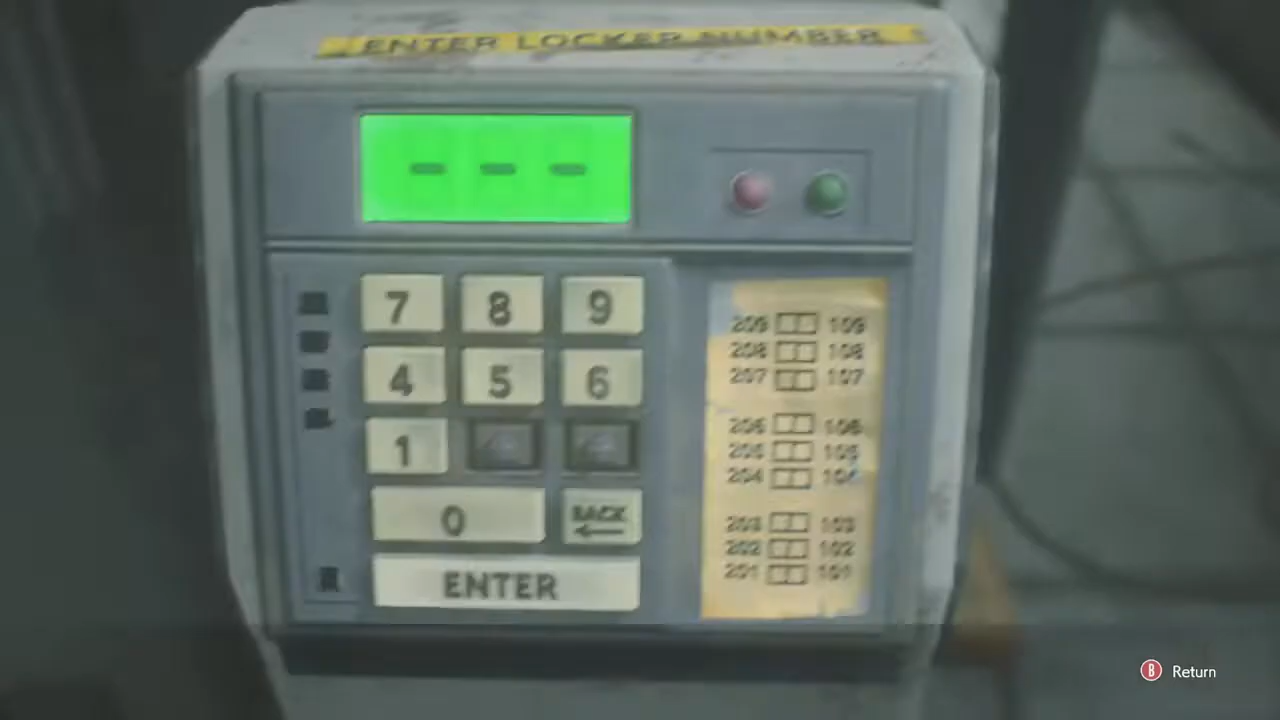 ENTER LOCKER NUMBER
- - -
7 8 9
4 5 6
1
0 BACK
ENTER
209 109
208 108
207 107
206 106
205 105
204 104
203 103
202 102
201 101
B Return